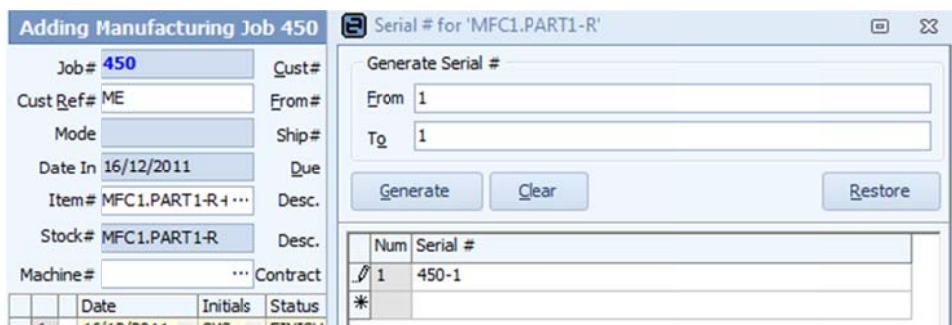 Adding Manufacturing Job 450
Job# 450 Cust#
Cust Ref# ME From#
Mode Ship#
Date In 16/12/2011 Due
Item# MFC1.PART1-R-I ··· Desc.
Stock# MFC1.PART1-R Desc.
Machine# ··· Contract
Date Initials Status
Serial # for 'MFC1.PART1-R'
Generate Serial #
From 1
To 1
Generate Clear Restore
Num Serial #
1 450-1